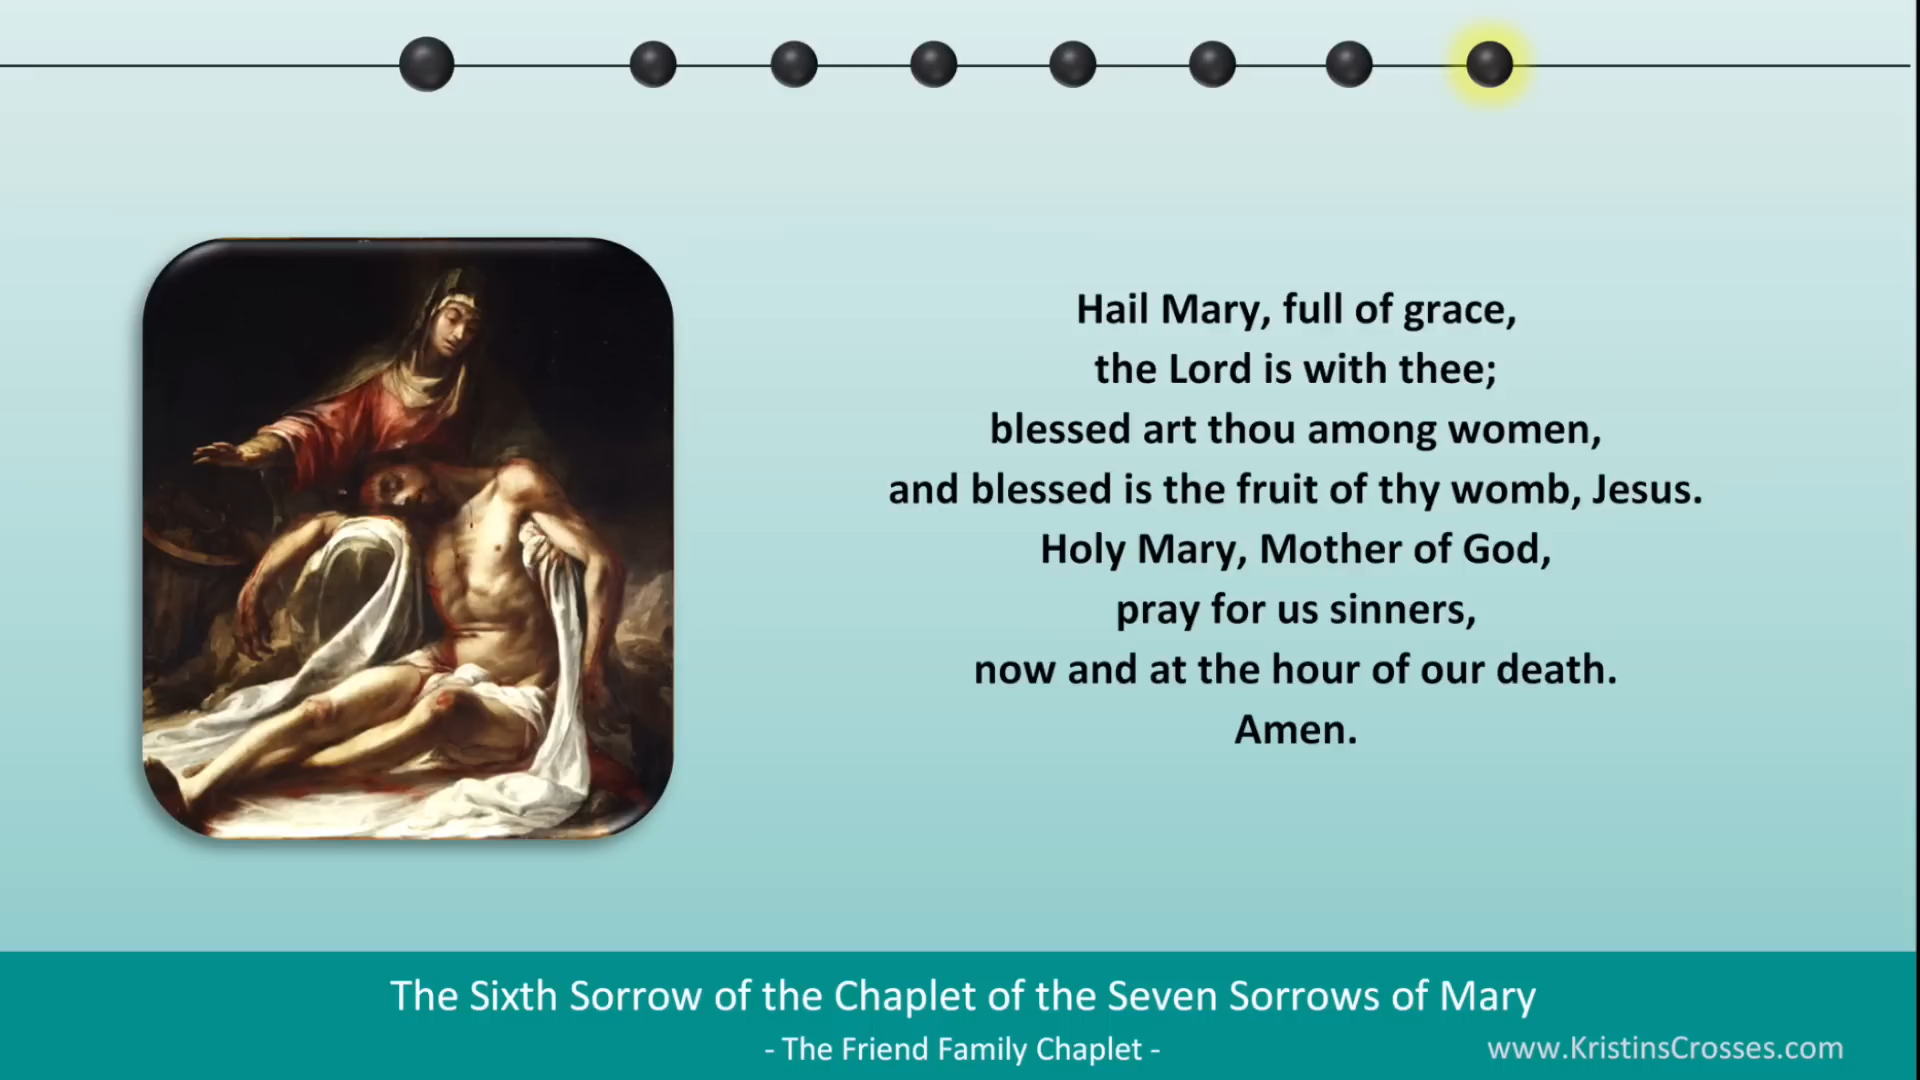 Hail Mary, full of grace,
the Lord is with thee;
blessed art thou among women,
and blessed is the fruit of thy womb, Jesus.
Holy Mary, Mother of God,
pray for us sinners,
now and at the hour of our death.
Amen.
The Sixth Sorrow of the Chaplet of the Seven Sorrows of Mary
- The Friend Family Chaplet -
www.KristinsCrosses.com